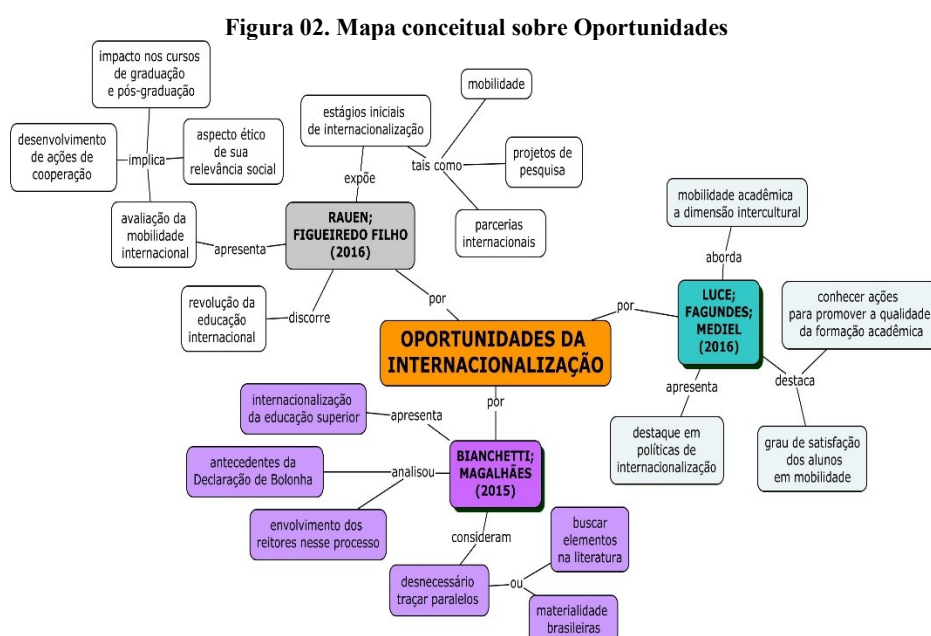 Figura 02. Mapa conceitual sobre Oportunidades
impacto nos cursos
de graduação
e pós-graduação
desenvolvimento
de ações de
cooperação
implica
aspecto ético
de sua
relevância social
avaliação da
mobilidade
internacional
apresenta
estágios iniciais
de internacionalização
expõe
tais como
mobilidade
projetos de
pesquisa
parcerias
internacionais
RAUEN;
FIGUEIREDO FILHO
(2016)
revolução da
educação
internacional
discorre
por
OPORTUNIDADES DA
INTERNACIONALIZAÇÃO
por
mobilidade acadêmica
a dimensão intercultural
aborda
LUCE;
FAGUNDES;
MEDIEL
(2016)
conhecer ações
para promover a qualidade
da formação acadêmica
destaca
apresenta
grau de satisfação
dos alunos
em mobilidade
destaque em
políticas de
internacionalização
por
internacionalização
da educação superior
apresenta
BIANCHETTI;
MAGALHÃES
(2015)
antecedentes da
Declaração de Bolonha
analisou
envolvimento dos
reitores nesse processo
consideram
desnecessário
traçar paralelos
ou
buscar
elementos
na literatura
materialidade
brasileiras